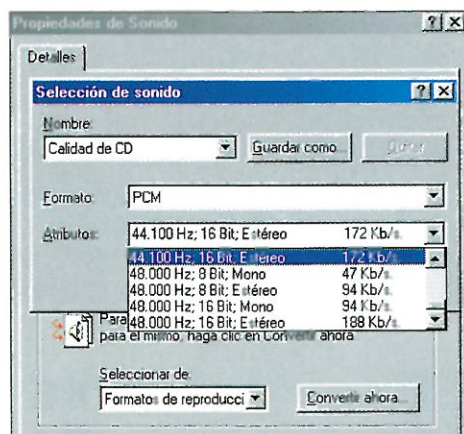 Propiedades de Sonido
Detalles
Selección de sonido
Nombre:
Calidad de CD
Guardar como...
Quitar
Formato:
PCM
Atributos:
44.100 Hz; 16 Bit; Estéreo 172 Kb/s.
44.100 Hz; 16 Bit; Estéreo 172 Kb/s.
48.000 Hz; 8 Bit; Mono 47 Kb/s.
48.000 Hz; 8 Bit; Estéreo 94 Kb/s.
48.000 Hz; 16 Bit; Mono 94 Kb/s.
48.000 Hz; 16 Bit; Estéreo 188 Kb/s.
Para
para el mismo, haga clic en Convertir ahora
Seleccionar de:
Formatos de reproducci
Convertir ahora...